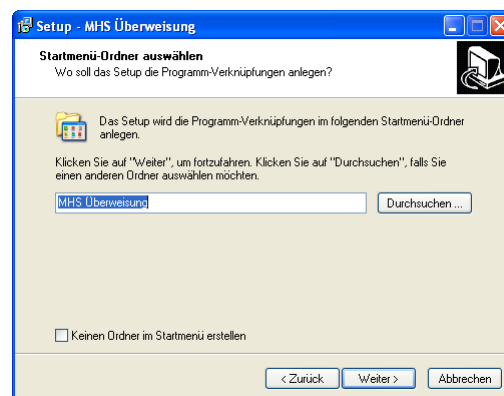 Setup - MHS Überweisung
Startmenü-Ordner auswählen
Wo soll das Setup die Programm-Verknüpfungen anlegen?
Das Setup wird die Programm-Verknüpfungen im folgenden Startmenü-Ordner
anlegen.
Klicken Sie auf "Weiter", um fortzufahren. Klicken Sie auf "Durchsuchen", falls Sie
einen anderen Ordner auswählen möchten.
MHS Überweisung
Durchsuchen ...
Keinen Ordner im Startmenü erstellen
< Zurück
Weiter >
Abbrechen